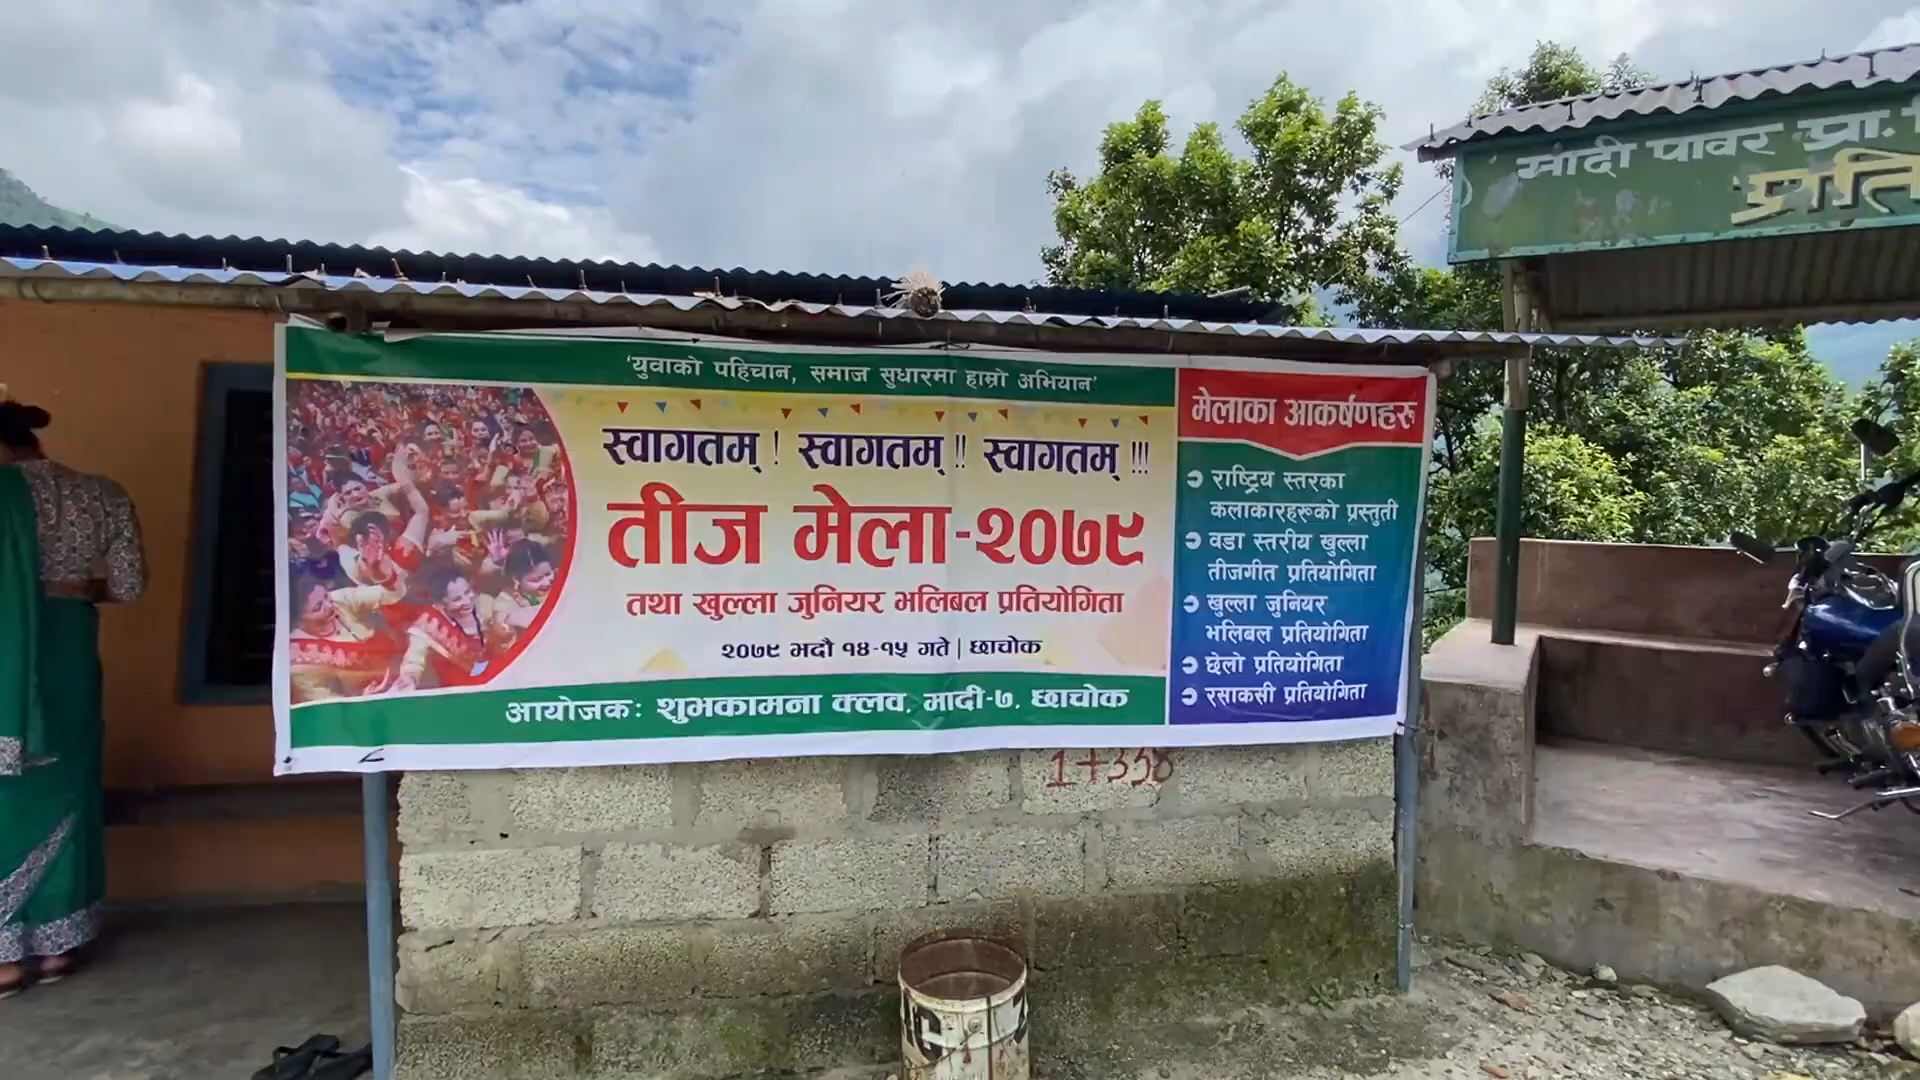 'युवाको पहिचान, समाज सुधारमा हाम्रो अभियान'
स्वागतम् ! स्वागतम् !! स्वागतम् !!!
तीज मेला-२०७९
तथा खुल्ला जुनियर भलिबल प्रतियोगिता
२०७९ भदौ १४-१५ गते | छाचोक
आयोजकः शुभकामना क्लव, मादी-७, छाचोक
मेलाका आकर्षणहरु
राष्ट्रिय स्तरका
कलाकारहरूको प्रस्तुती
वडा स्तरीय खुल्ला
तीजगीत प्रतियोगिता
खुल्ला जुनियर
भलिबल प्रतियोगिता
छेलो प्रतियोगिता
रसाकसी प्रतियोगिता
मादी पावर प्रा.
प्रति